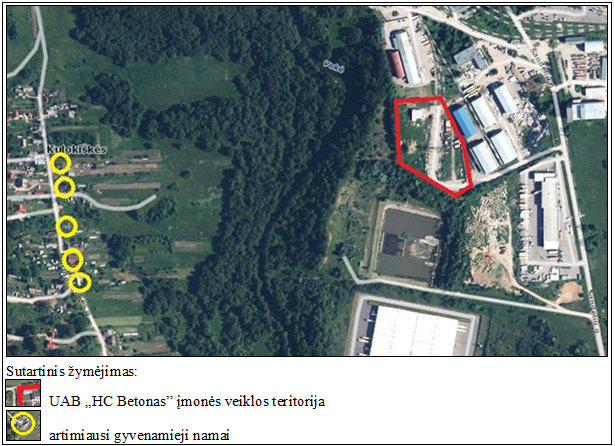 Vokė
Kulokiškės
Sutartinis žymėjimas:
UAB „HC Betonas” įmonės veiklos teritorija
artimiausi gyvenamieji namai